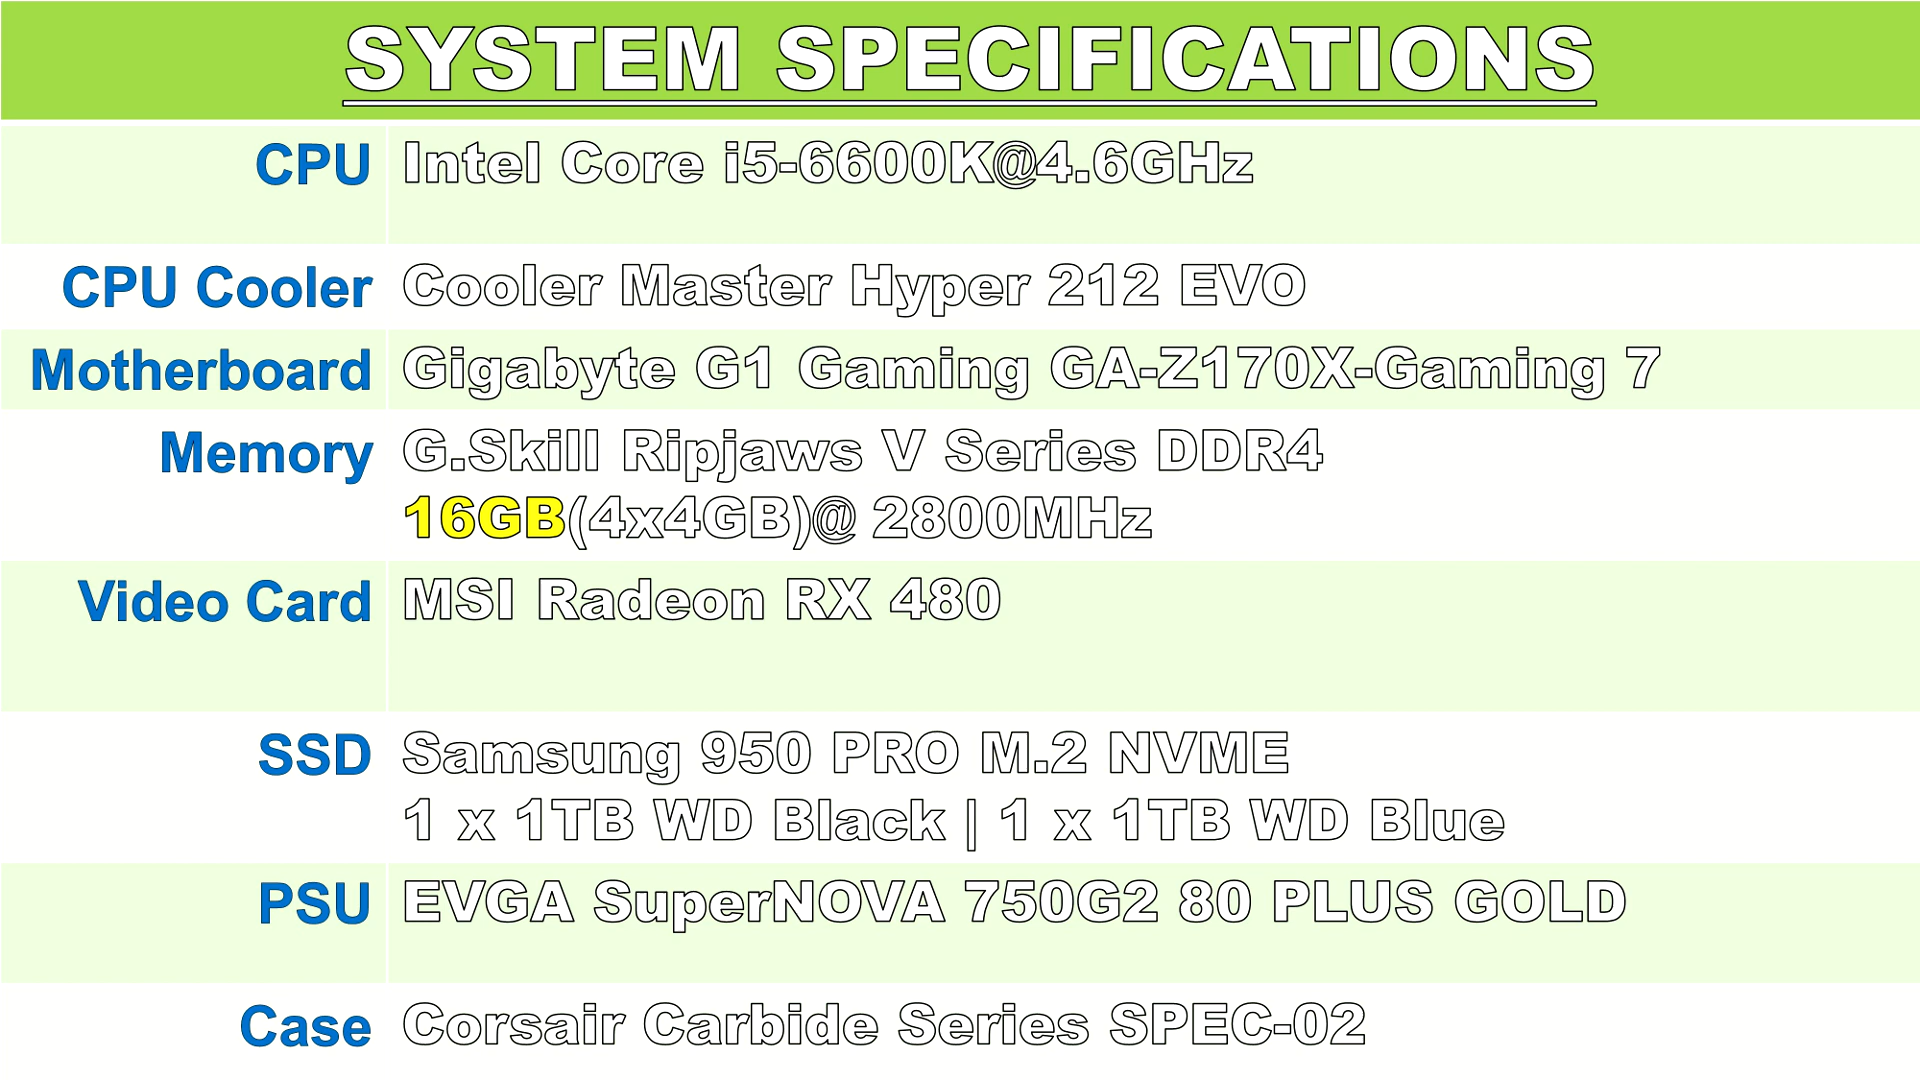 SYSTEM SPECIFICATIONS
CPU Intel Core i5-6600K@4.6GHz
CPU Cooler Cooler Master Hyper 212 EVO
Motherboard Gigabyte G1 Gaming GA-Z170X-Gaming 7
Memory G.Skill Ripjaws V Series DDR4
16GB(4x4GB)@ 2800MHz
Video Card MSI Radeon RX 480
SSD Samsung 950 PRO M.2 NVME
1 x 1TB WD Black | 1 x 1TB WD Blue
PSU EVGA SuperNOVA 750G2 80 PLUS GOLD
Case Corsair Carbide Series SPEC-02